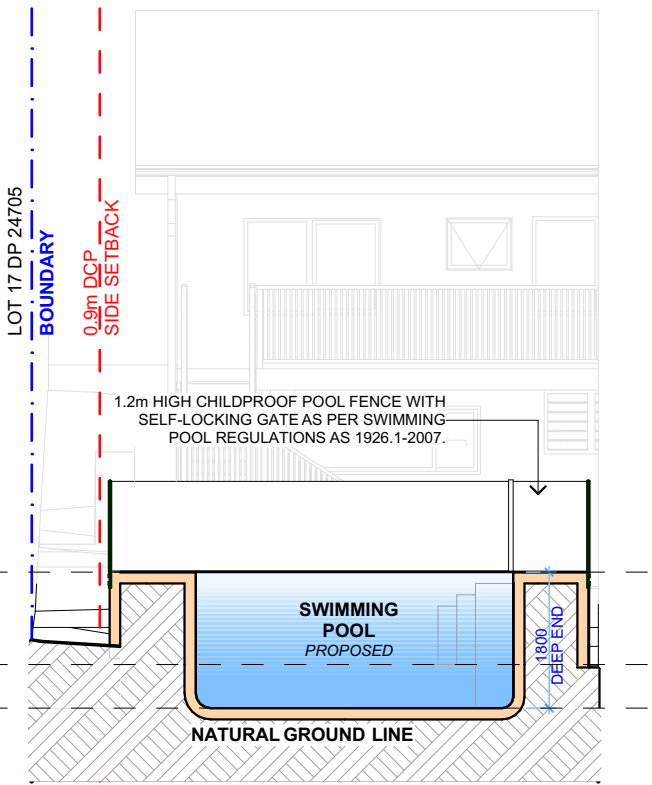 LOT 17 DP 24705
BOUNDARY
0.9m DCP
SIDE SETBACK
1.2m HIGH CHILDPROOF POOL FENCE WITH
SELF-LOCKING GATE AS PER SWIMMING
POOL REGULATIONS AS 1926.1-2007.
SWIMMING
POOL
PROPOSED
1800
DEEP END
NATURAL GROUND LINE